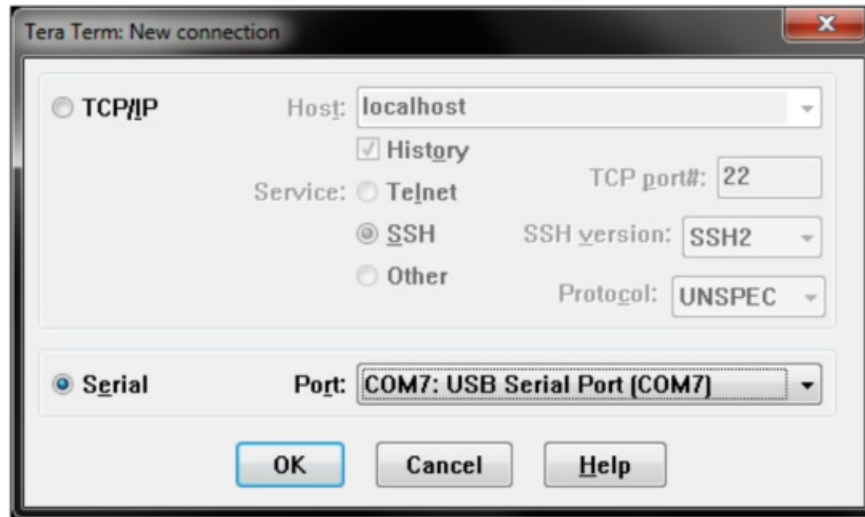 Tera Term: New connection
TCP/IP Host: localhost
History
Service: Telnet TCP port#: 22
SSH SSH version: SSH2
Other Protocol: UNSPEC
Serial Port: COM7: USB Serial Port (COM7)
OK Cancel Help